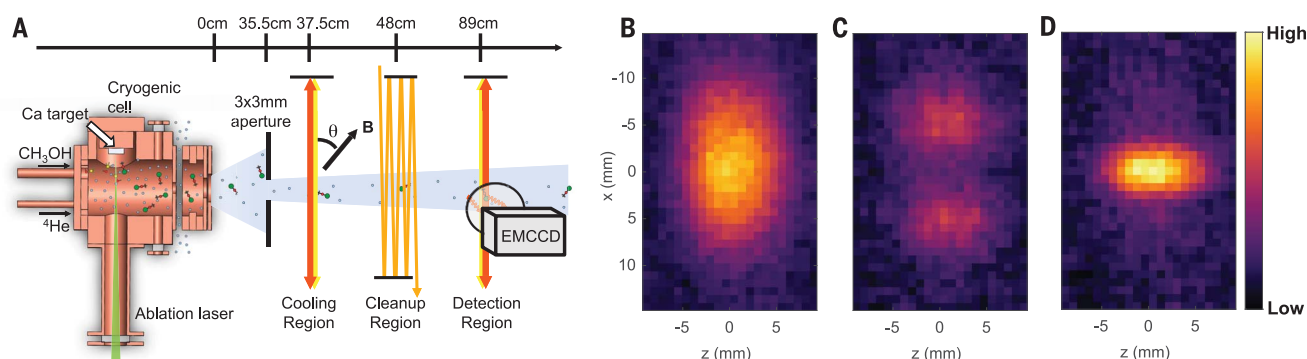 A
0cm 35.5cm 37.5cm 48cm 89cm
Cryogenic
cell
Ca target
3x3mm
aperture
θ
B
CH3OH
4He
EMCCD
Ablation laser
Cooling
Region
Cleanup
Region
Detection
Region
B
C
D
x (mm)
-10
-5
0
5
10
-5 0 5
z (mm)
-5 0 5
z (mm)
-5 0 5
z (mm)
High
Low